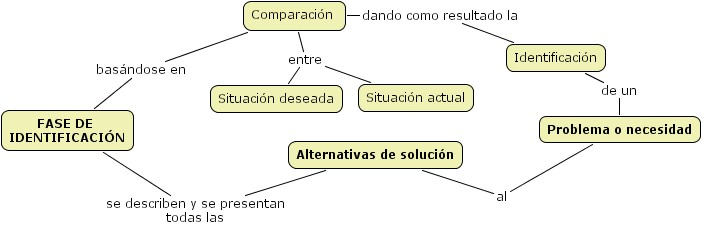 Comparación
dando como resultado la
Identificación
basándose en
entre
de un
Situación deseada
Situación actual
FASE DE
IDENTIFICACIÓN
Problema o necesidad
Alternativas de solución
al
se describen y se presentan
todas las